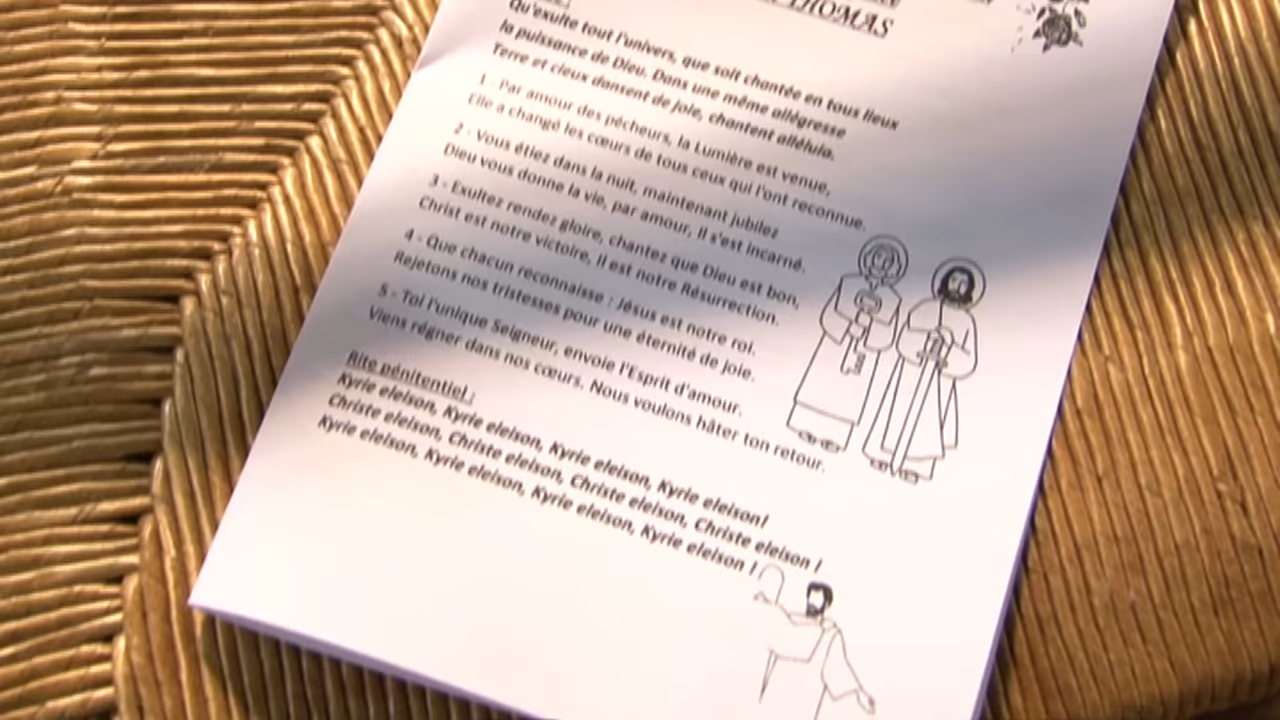 THOMAS
Qu'exulte tout l'univers, que soit chantée en tous lieux
la puissance de Dieu. Dans une même allégresse
Terre et cieux dansent de joie, chantent alléluia.
1 - Par amour des pécheurs, la Lumière est venue,
Elle a changé les cœurs de tous ceux qui l'ont reconnue.
2 - Vous étiez dans la nuit, maintenant jubilez
Dieu vous donne la vie, par amour, Il s'est incarné.
3 - Exultez rendez gloire, chantez que Dieu est bon,
Christ est notre victoire, il est notre Résurrection.
4 - Que chacun reconnaisse : Jésus est notre roi.
Rejetons nos tristesses pour une éternité de joie.
5 - Toi l'unique Seigneur, envoie l'Esprit d'amour.
Viens régner dans nos cœurs. Nous voulons hâter ton retour.
Rite pénitentiel :
Kyrie eleison, Kyrie eleison, Kyrie eleison, Kyrie eleison!
Christe eleison, Christe eleison, Christe eleison, Christe eleison !
Kyrie eleison, Kyrie eleison, Kyrie eleison, Kyrie eleison !